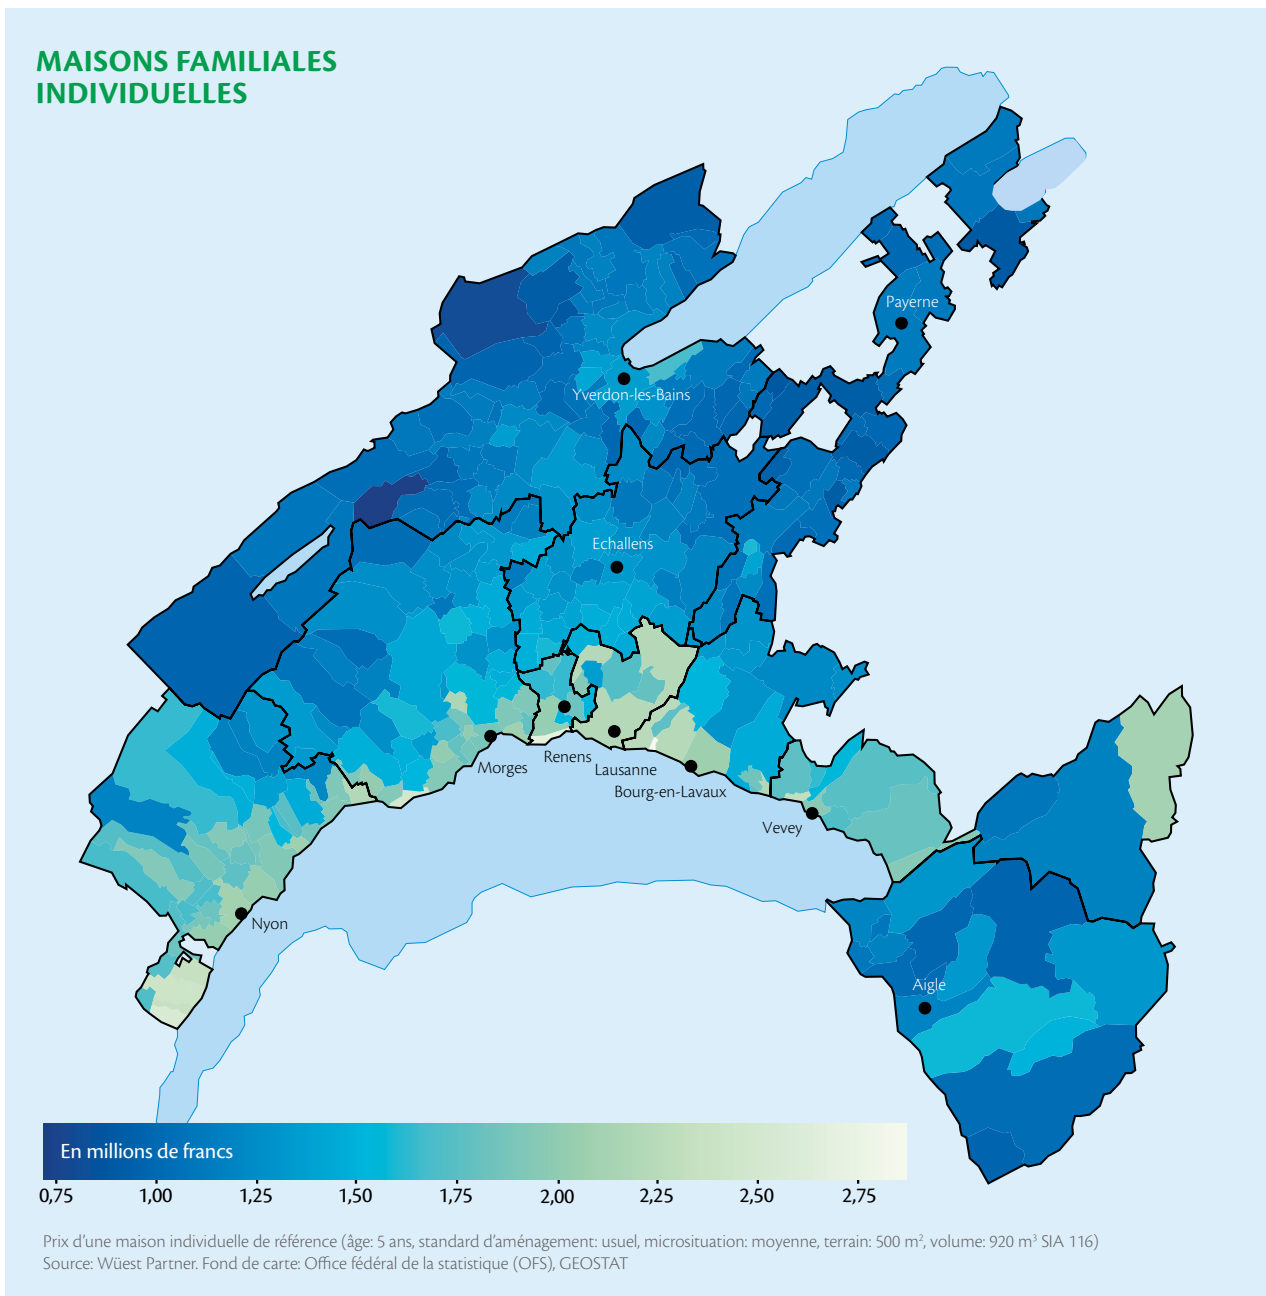 MAISONS FAMILIALES
INDIVIDUELLES
Payerne
Yverdon-les-Bains
Echallens
Morges
Renens
Lausanne
Bourg-en-Lavaux
Vevey
Nyon
Aigle
En millions de francs
0,75 1,00 1,25 1,50 1,75 2,00 2,25 2,50 2,75
Prix d'une maison individuelle de référence (âge: 5 ans, standard d'aménagement: usuel, microsituation: moyenne, terrain: 500 m², volume: 920 m³ SIA 116)
Source: Wüest Partner. Fond de carte: Office fédéral de la statistique (OFS), GEOSTAT